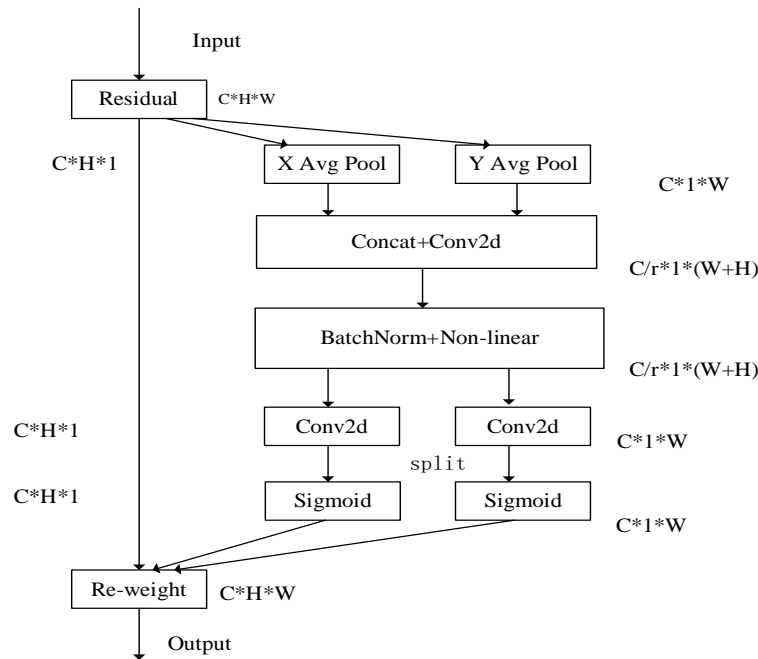 Input
Residual C*H*W
C*H*1 X Avg Pool Y Avg Pool C*1*W
Concat+Conv2d
C/r*1*(W+H)
BatchNorm+Non-linear
C/r*1*(W+H)
C*H*1 Conv2d Conv2d C*1*W
split
C*H*1 Sigmoid Sigmoid C*1*W
Re-weight C*H*W
Output